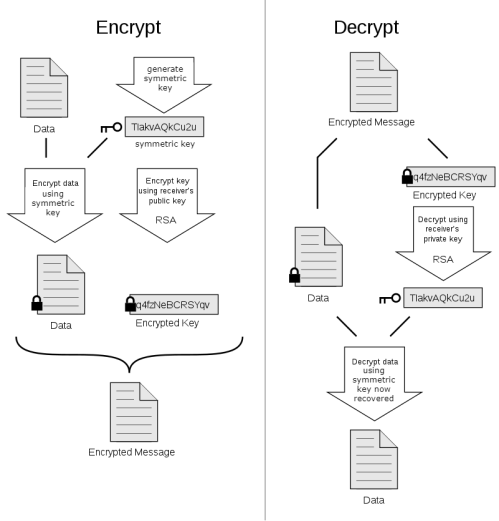 Encrypt
generate
symmetric
key
Data
TIakvAQkCu2u
symmetric key
Encrypt data
using
symmetric
key
Encrypt key
using receiver's
public key
RSA
Data
q4fzNeBCRSYqv
Encrypted Key
Encrypted Message
Decrypt
Encrypted Message
q4fzNeBCRSYqv
Encrypted Key
Decrypt using
receiver's
private key
RSA
Data
TIakvAQkCu2u
Decrypt data
using
symmetric
key now
recovered
Data